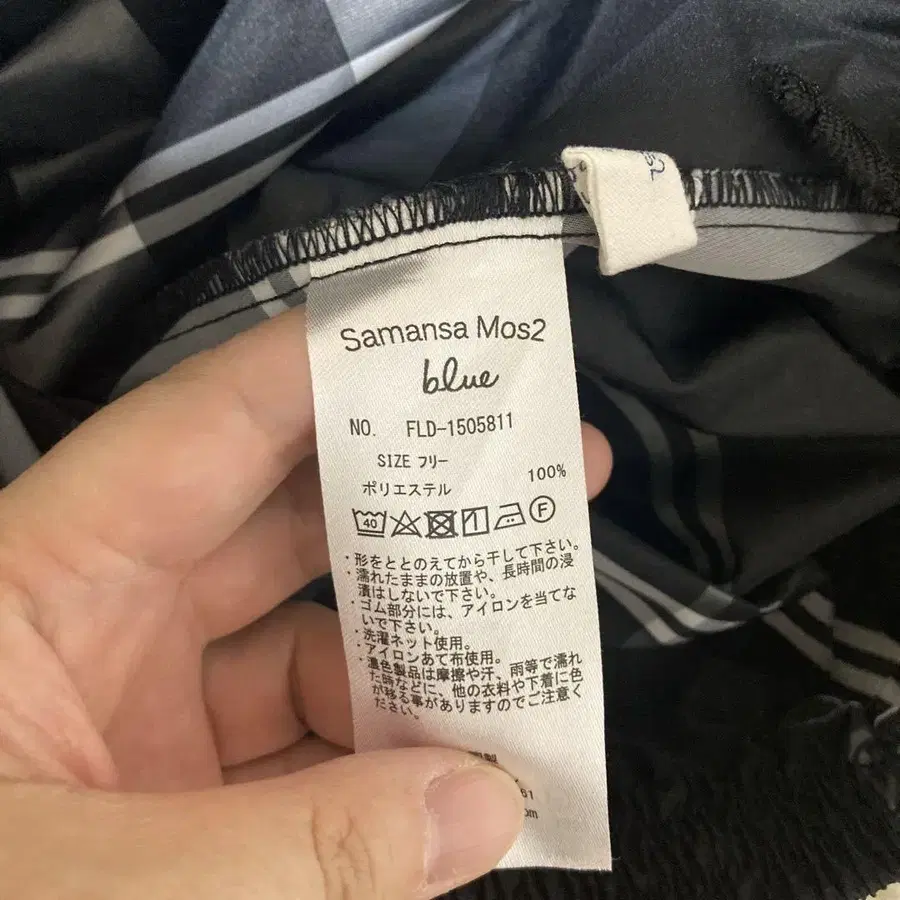 Samansa Mos2
blue
NO. FLD-1505811
SIZE フリー
ポリエステル 100%
40 F
・形をととのえてから干して下さい。
・濡れたままの放置や、長時間の浸
漬はしないで下さい。
・ゴム部分には、アイロンを当てな
いで下さい。
・洗濯ネット使用。
・アイロンあて布使用。
・濃色製品は摩擦や汗、雨等で濡れ
た時などに、他の衣料や下着に色
が移る事がありますのでご注意く
ださい。
製
61
om